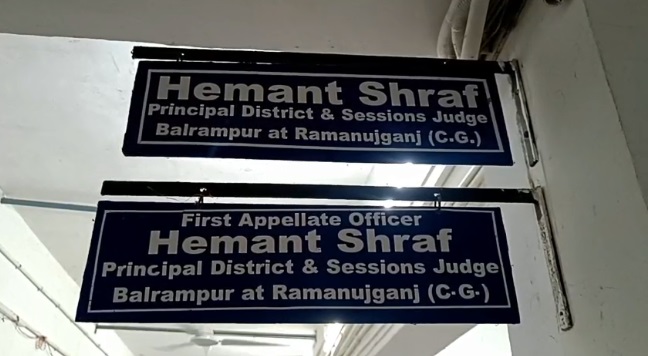 Hemant Shraf
Principal District & Sessions Judge
Balrampur at Ramanujganj (C.G.)
First Appellate Officer
Hemant Shraf
Principal District & Sessions Judge
Balrampur at Ramanujganj (C.G.)